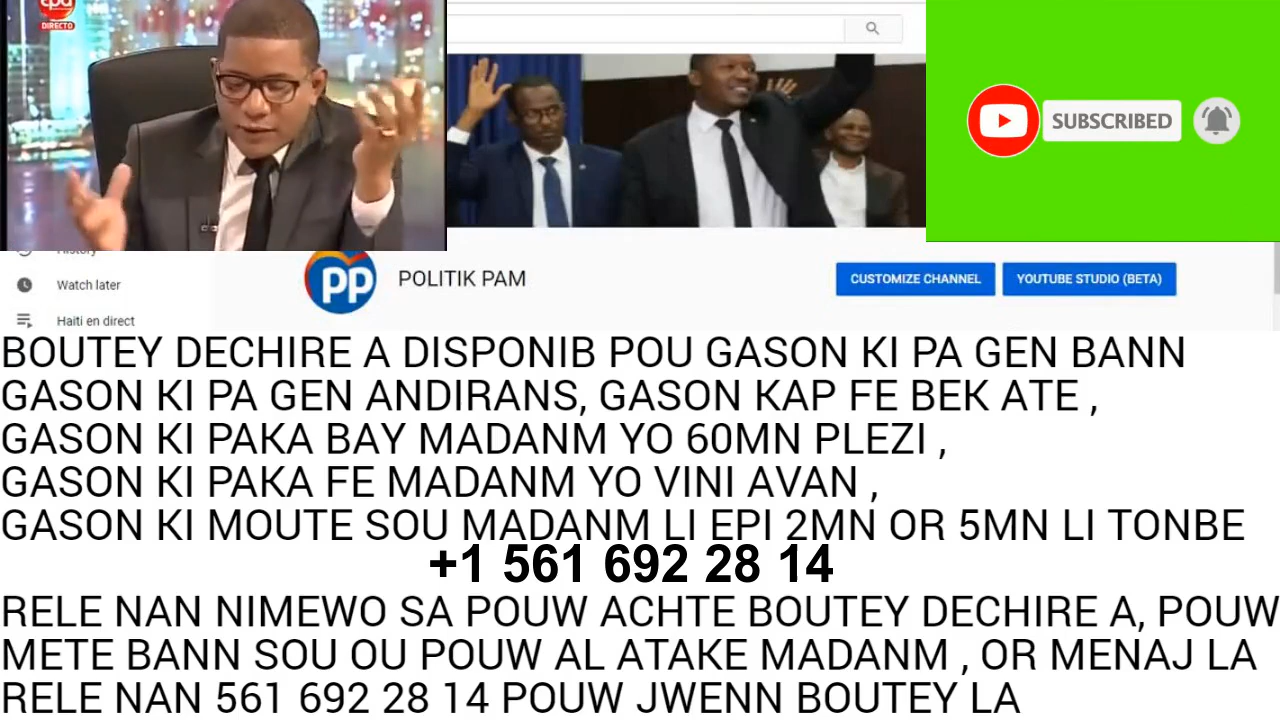 cpa
DIRECTO
SUBSCRIBED
History
Watch later
Haiti en direct
PP
POLITIK PAM
CUSTOMIZE CHANNEL
YOUTUBE STUDIO (BETA)
BOUTEY DECHIRE A DISPONIB POU GASON KI PA GEN BANN
GASON KI PA GEN ANDIRANS, GASON KAP FE BEK ATE ,
GASON KI PAKA BAY MADANM YO 60MN PLEZI ,
GASON KI PAKA FE MADANM YO VINI AVAN ,
GASON KI MOUTE SOU MADANM LI EPI 2MN OR 5MN LI TONBE
+1 561 692 28 14
RELE NAN NIMEWO SA POUW ACHTE BOUTEY DECHIRE A, POUW
METE BANN SOU OU POUW AL ATAKE MADANM , OR MENAJ LA
RELE NAN 561 692 28 14 POUW JWENN BOUTEY LA